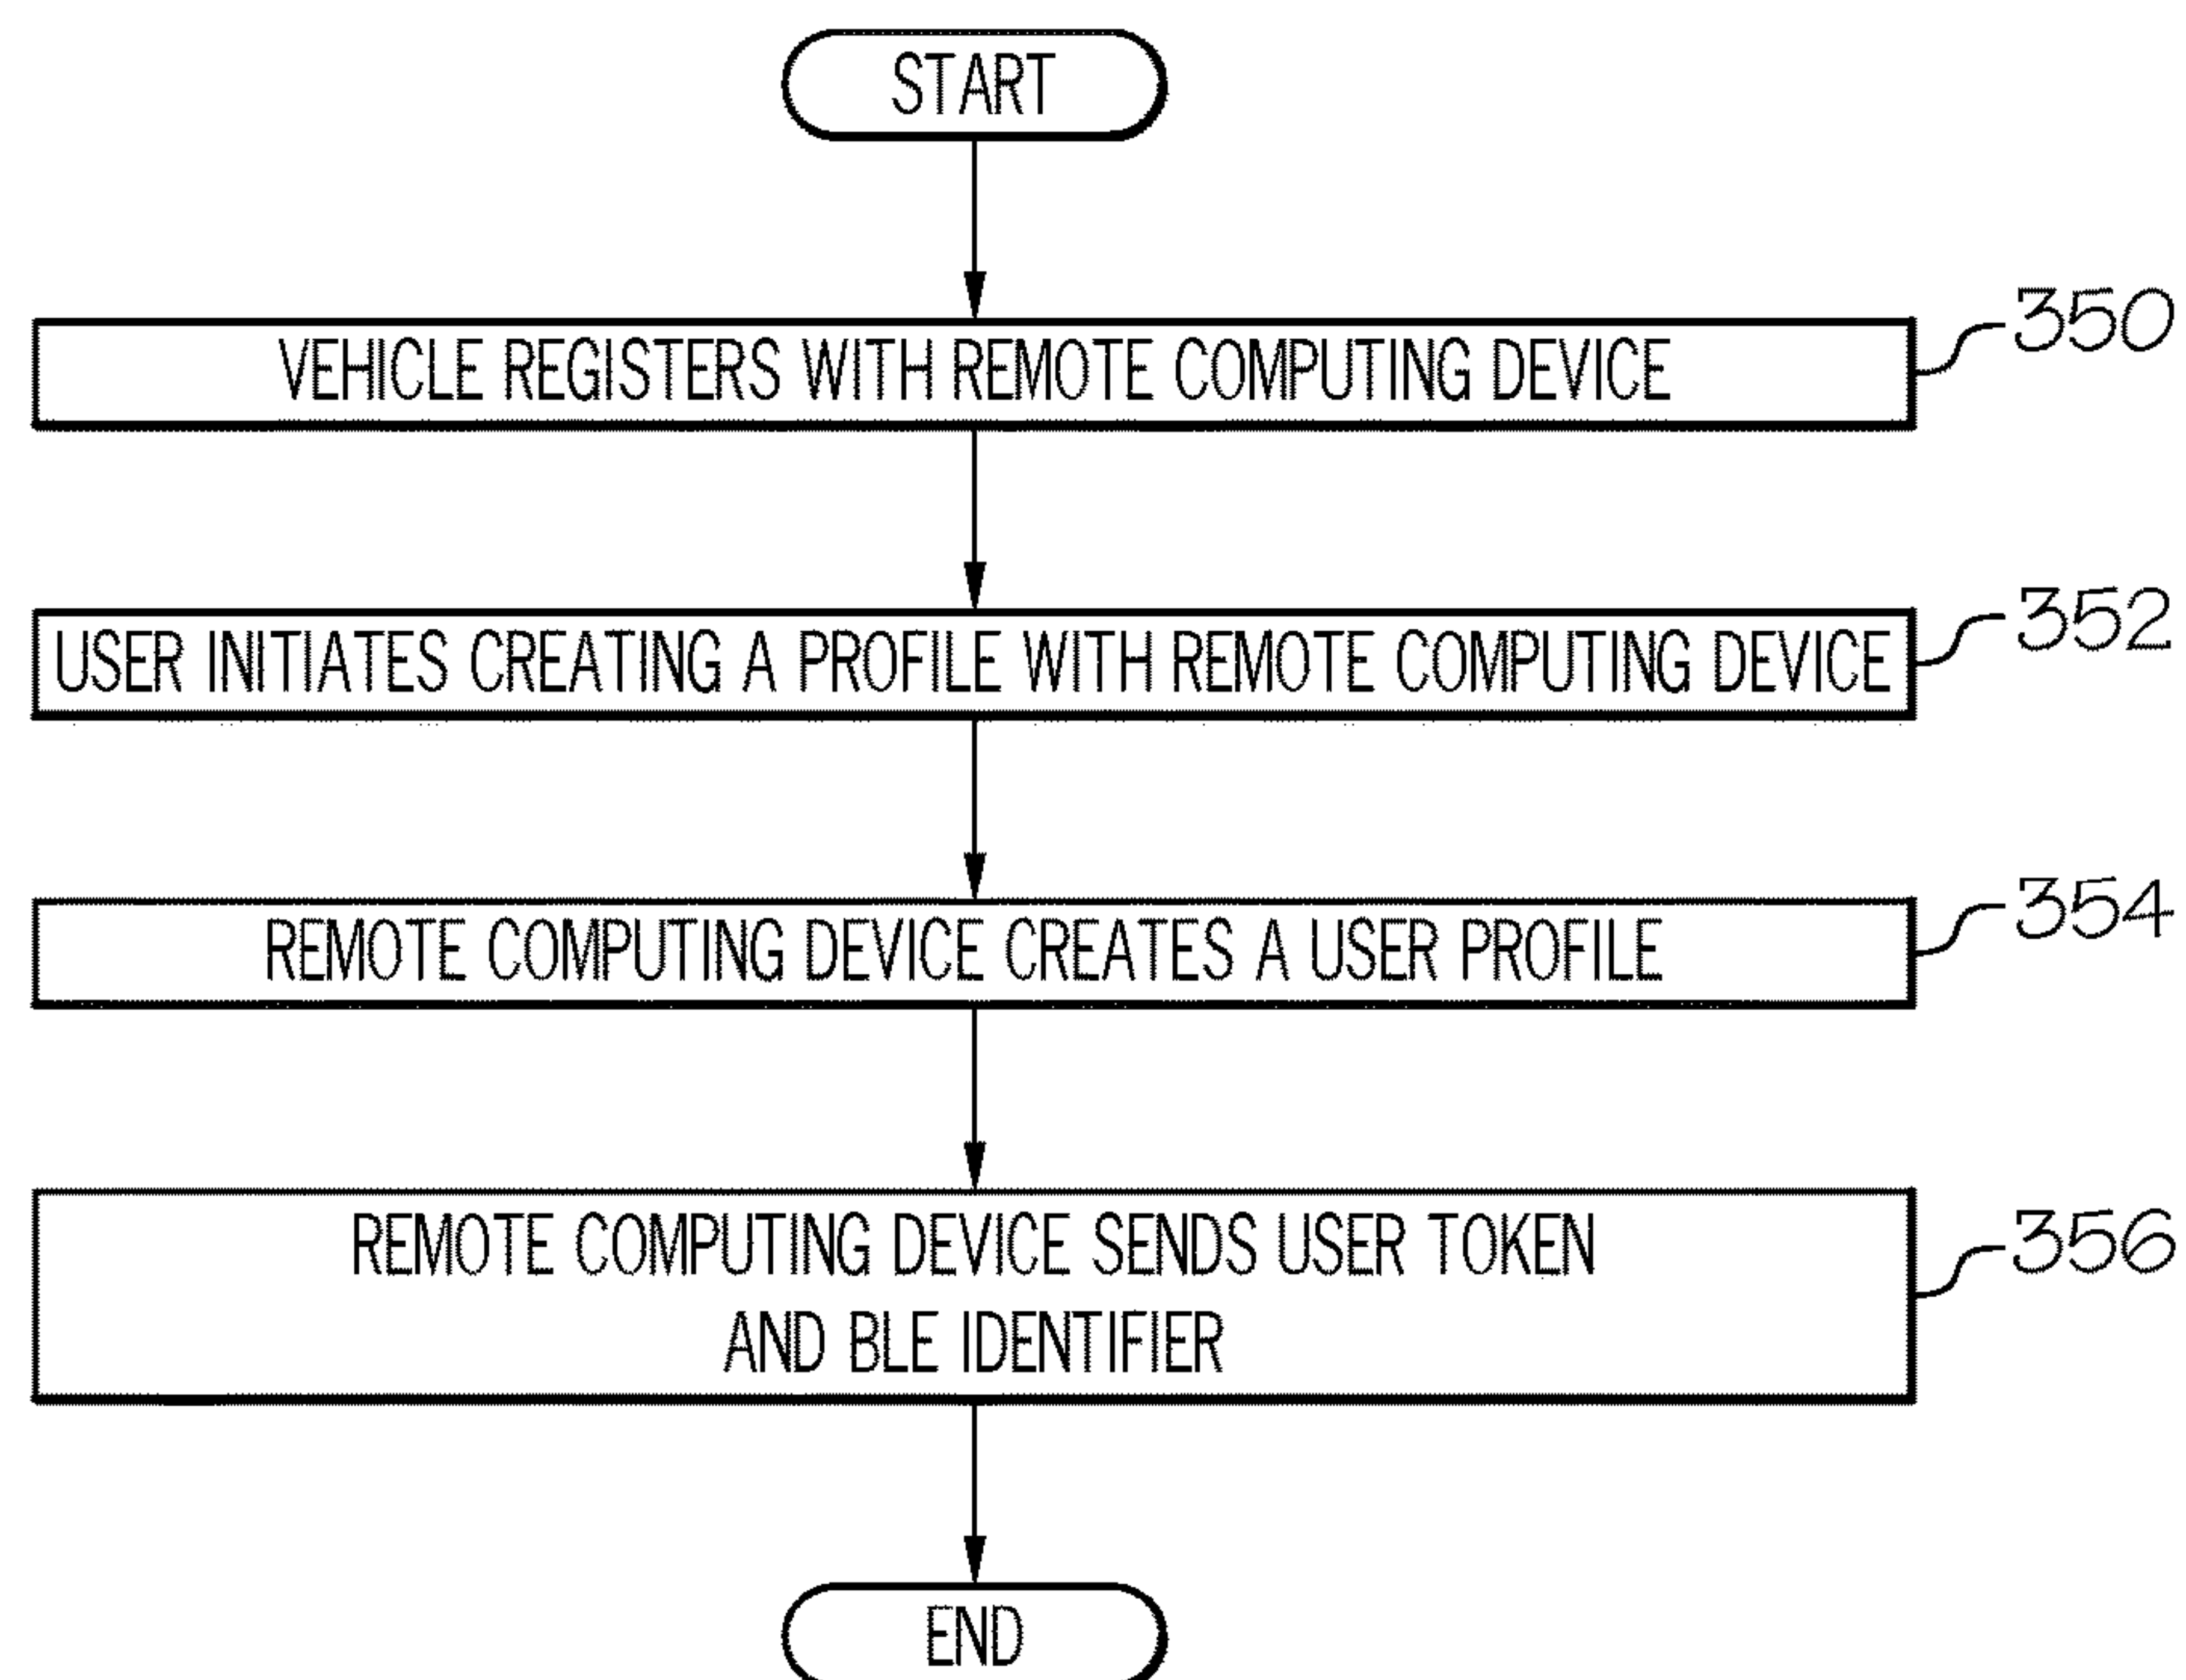 START
VEHICLE REGISTERS WITH REMOTE COMPUTING DEVICE
350
USER INITIATES CREATING A PROFILE WITH REMOTE COMPUTING DEVICE
352
REMOTE COMPUTING DEVICE CREATES A USER PROFILE
354
REMOTE COMPUTING DEVICE SENDS USER TOKEN
AND BLE IDENTIFIER
356
END